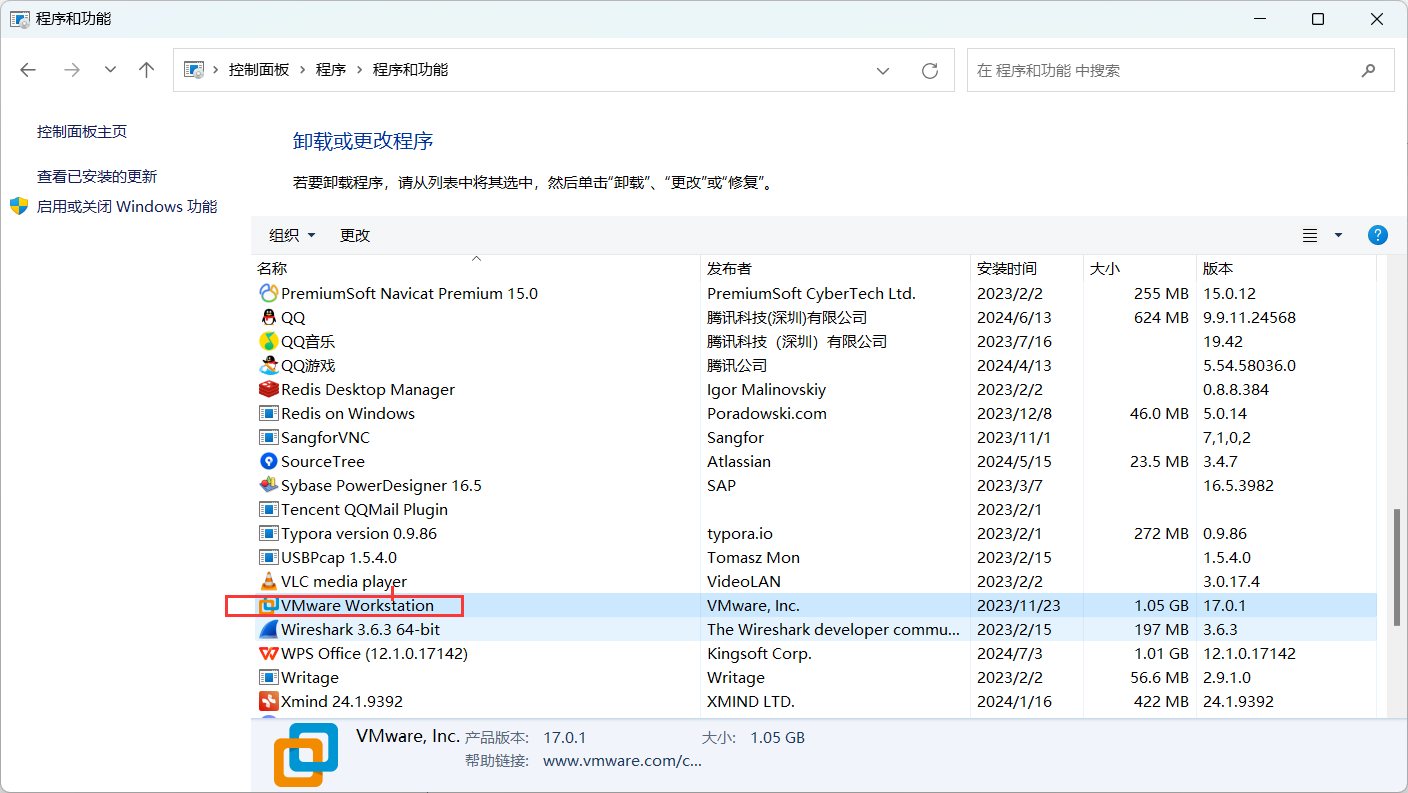 程序和功能
控制面板 程序 程序和功能
在 程序和功能 中搜索
控制面板主页
查看已安装的更新
启用或关闭 Windows 功能
卸载或更改程序
若要卸载程序，请从列表中将其选中，然后单击“卸载”、“更改”或“修复”。
组织 更改
名称 发布者 安装时间 大小 版本
PremiumSoft Navicat Premium 15.0 PremiumSoft CyberTech Ltd. 2023/2/2 255 MB 15.0.12
QQ 腾讯科技(深圳)有限公司 2024/6/13 624 MB 9.9.11.24568
QQ音乐 腾讯科技（深圳）有限公司 2023/7/16 19.42
QQ游戏 腾讯公司 2024/4/13 5.54.58036.0
Redis Desktop Manager Igor Malinovskiy 2023/2/2 0.8.8.384
Redis on Windows Poradowski.com 2023/12/8 46.0 MB 5.0.14
SangforVNC Sangfor 2023/11/1 7,1,0,2
SourceTree Atlassian 2024/5/15 23.5 MB 3.4.7
Sybase PowerDesigner 16.5 SAP 2023/3/7 16.5.3982
Tencent QQMail Plugin 2023/2/1
Typora version 0.9.86 typora.io 2023/2/1 272 MB 0.9.86
USBPcap 1.5.4.0 Tomasz Mon 2023/2/15 1.5.4.0
VLC media player VideoLAN 2023/2/2 3.0.17.4
VMware Workstation VMware, Inc. 2023/11/23 1.05 GB 17.0.1
Wireshark 3.6.3 64-bit The Wireshark developer commu... 2023/2/15 197 MB 3.6.3
WPS Office (12.1.0.17142) Kingsoft Corp. 2024/7/3 1.01 GB 12.1.0.17142
Writage Writage 2023/2/2 56.6 MB 2.9.1.0
Xmind 24.1.9392 XMIND LTD. 2024/1/16 422 MB 24.1.9392
VMware, Inc. 产品版本: 17.0.1 大小: 1.05 GB
帮助链接: www.vmware.com/c...